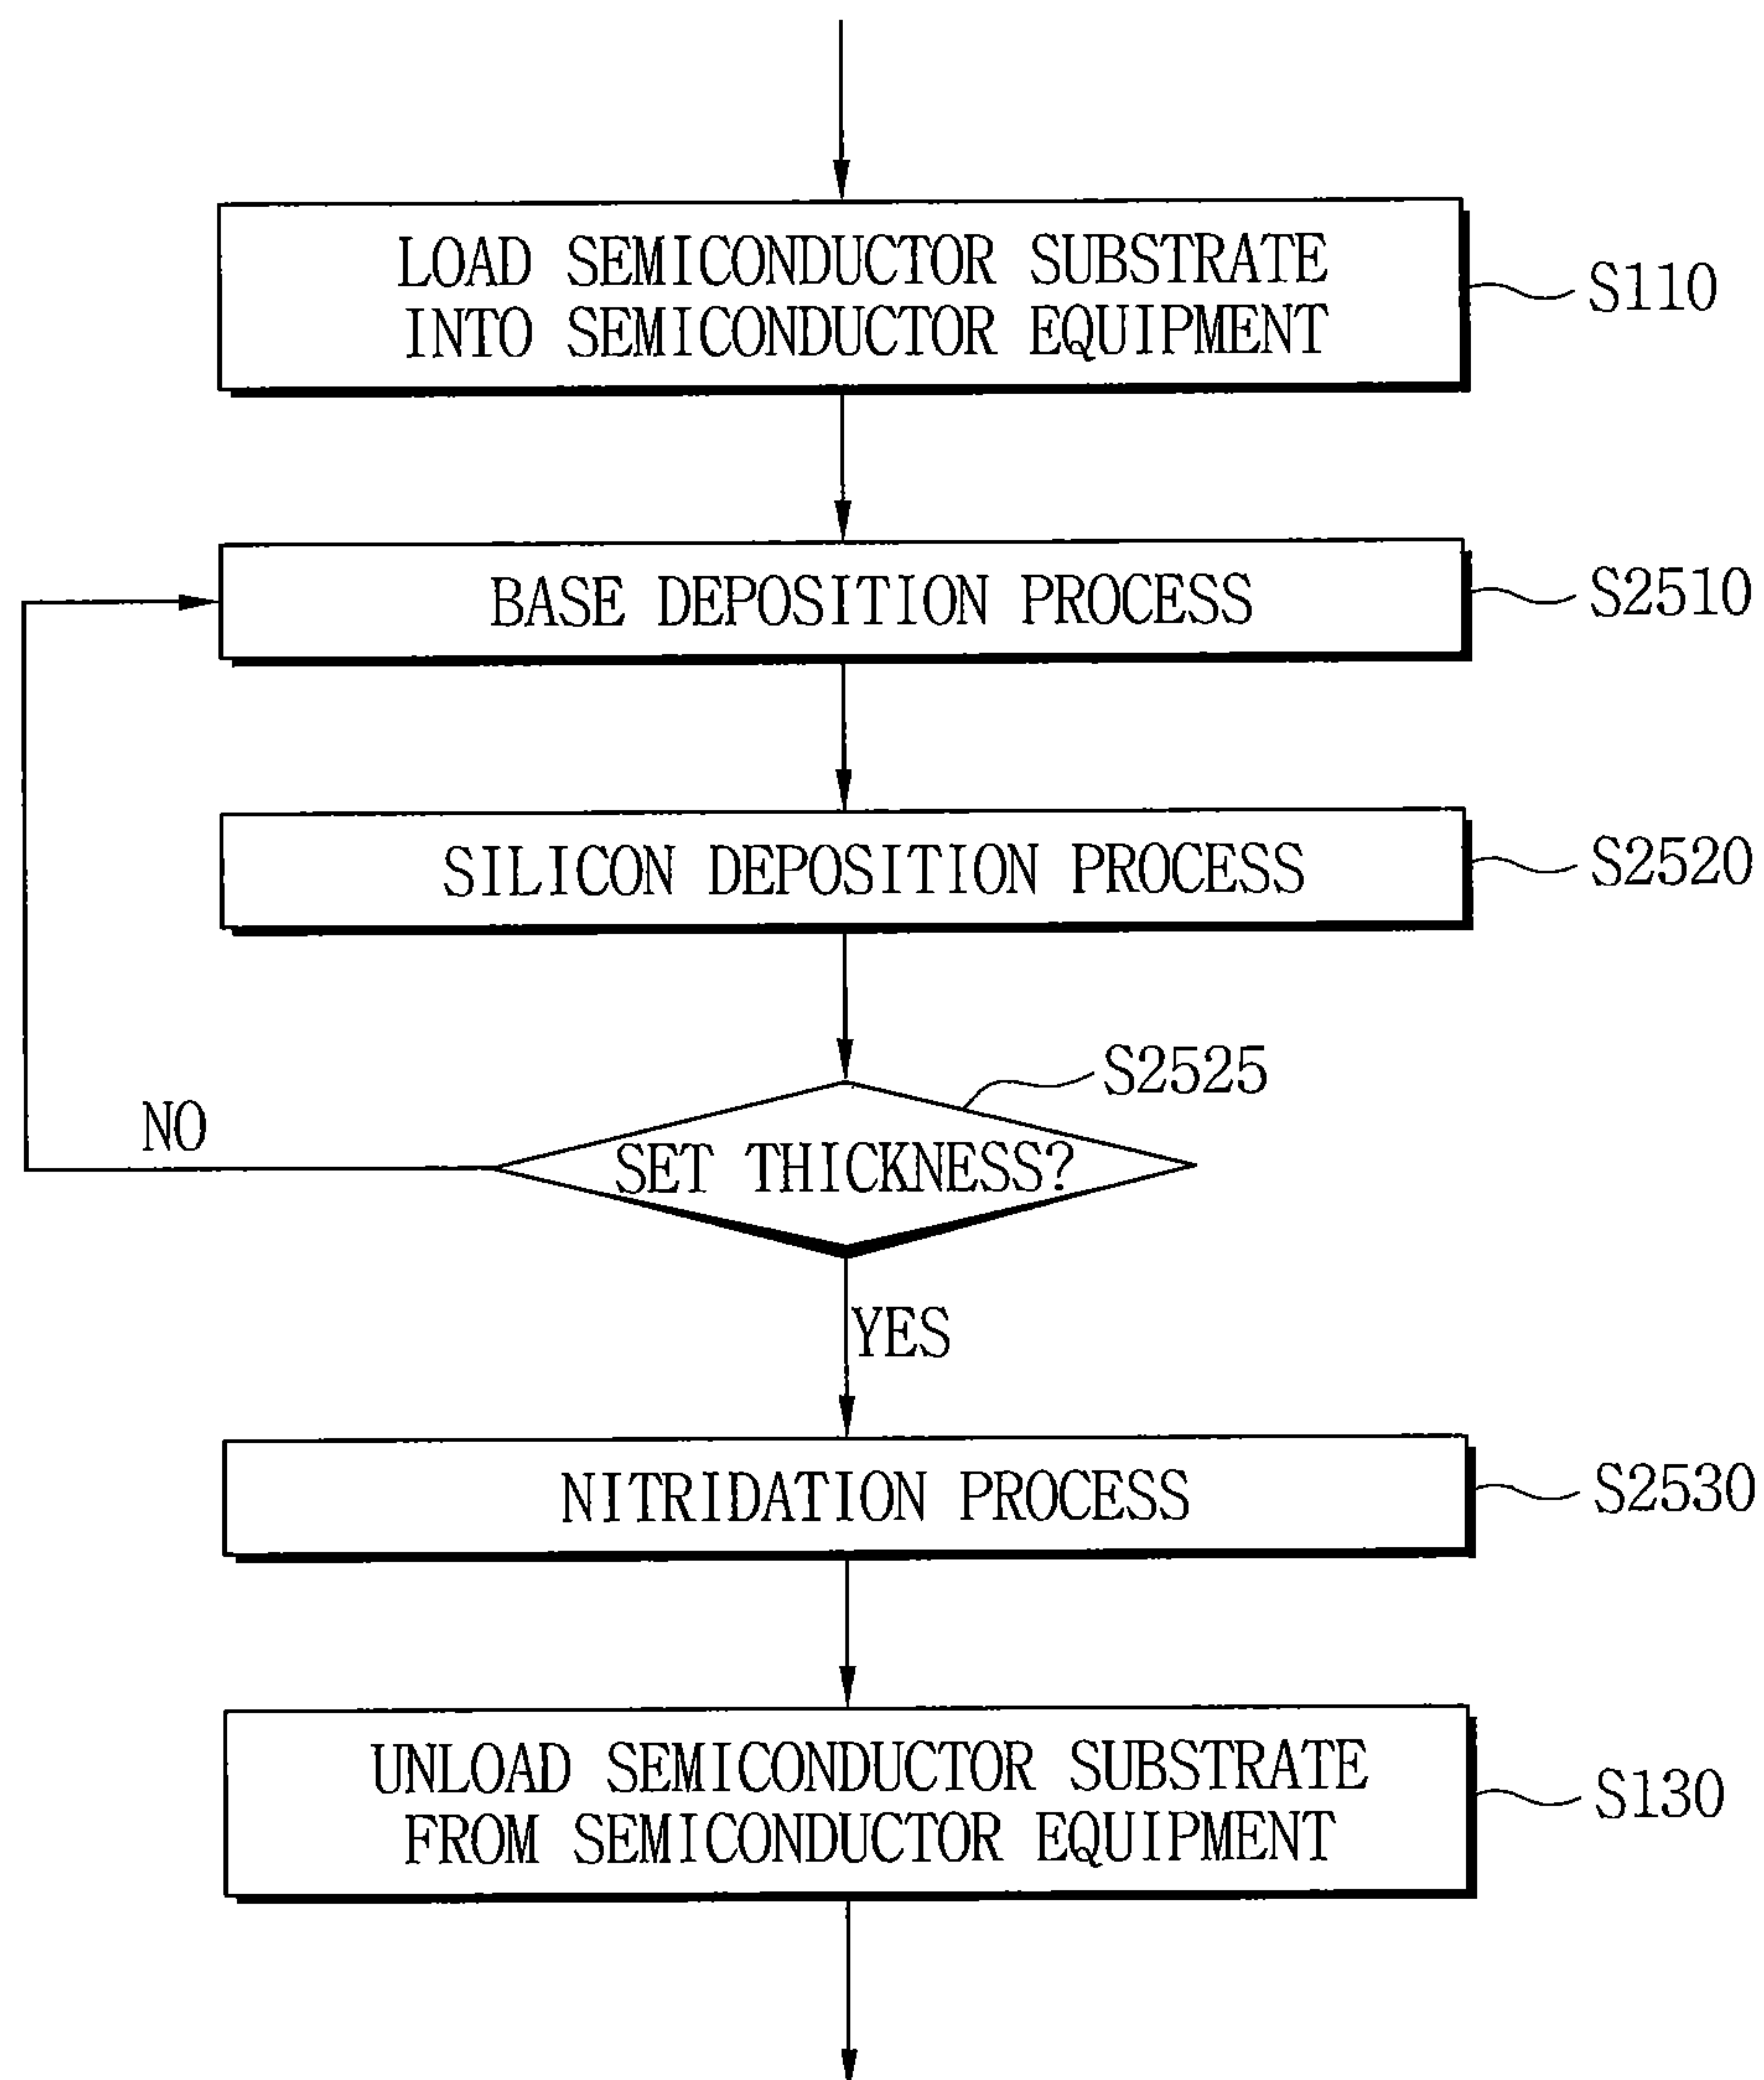 LOAD SEMICONDUCTOR SUBSTRATE
INTO SEMICONDUCTOR EQUIPMENT
S110
BASE DEPOSITION PROCESS
S2510
SILICON DEPOSITION PROCESS
S2520
S2525
NO
SET THICKNESS?
YES
NITRIDATION PROCESS
S2530
UNLOAD SEMICONDUCTOR SUBSTRATE
FROM SEMICONDUCTOR EQUIPMENT
S130